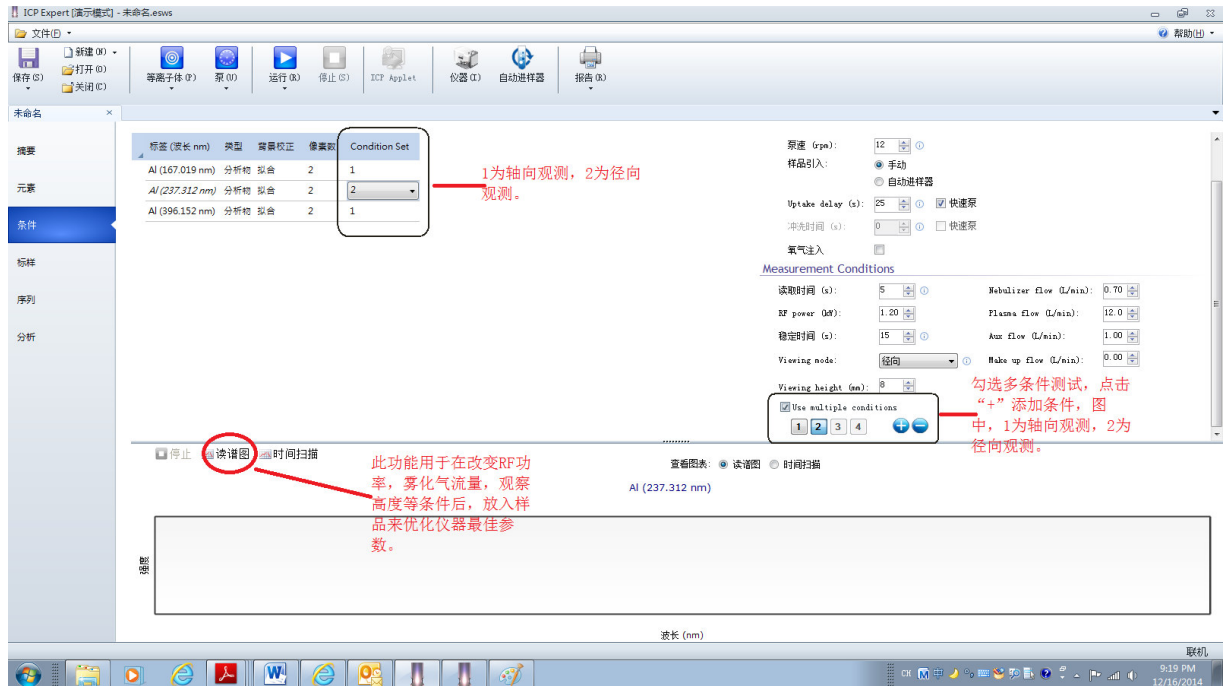 ICP Expert [演示模式] - 未命名.esws
文件(F)
帮助(H)
保存(S)
新建(N)
打开(O)
关闭(C)
等离子体(P)
泵(U)
运行(R)
停止(S)
ICP Applet
仪器(I)
自动进样器
报告(R)
未命名 ×
摘要
元素
条件
标样
序列
分析
标签 (波长 nm) 类型 背景校正 像素数 Condition Set
Al (167.019 nm) 分析物 拟合 2 1
Al (237.312 nm) 分析物 拟合 2 2
Al (396.152 nm) 分析物 拟合 2 1
1为轴向观测，2为径向
观测。
泵速 (rpm): 12
样品引入: 手动
自动进样器
Uptake delay (s): 25 快速泵
冲洗时间 (s): 0 快速泵
氧气注入
Measurement Conditions
读取时间 (s): 5 Nebulizer flow (L/min): 0.70
RF power (kW): 1.20 Plasma flow (L/min): 12.0
稳定时间 (s): 15 Aux flow (L/min): 1.00
Viewing mode: 径向 Make up flow (L/min): 0.00
Viewing height (mm): 8
Use multiple conditions
1 2 3 4
勾选多条件测试，点击
“+”添加条件，图
中，1为轴向观测，2为
径向观测。
停止 读谱图 时间扫描
查看图表: 读谱图 时间扫描
Al (237.312 nm)
此功能用于在改变RF功
率，雾化气流量，观察
高度等条件后，放入样
品来优化仪器最佳参
数。
强度
波长 (nm)
联机
CH
9:19 PM
12/16/2014